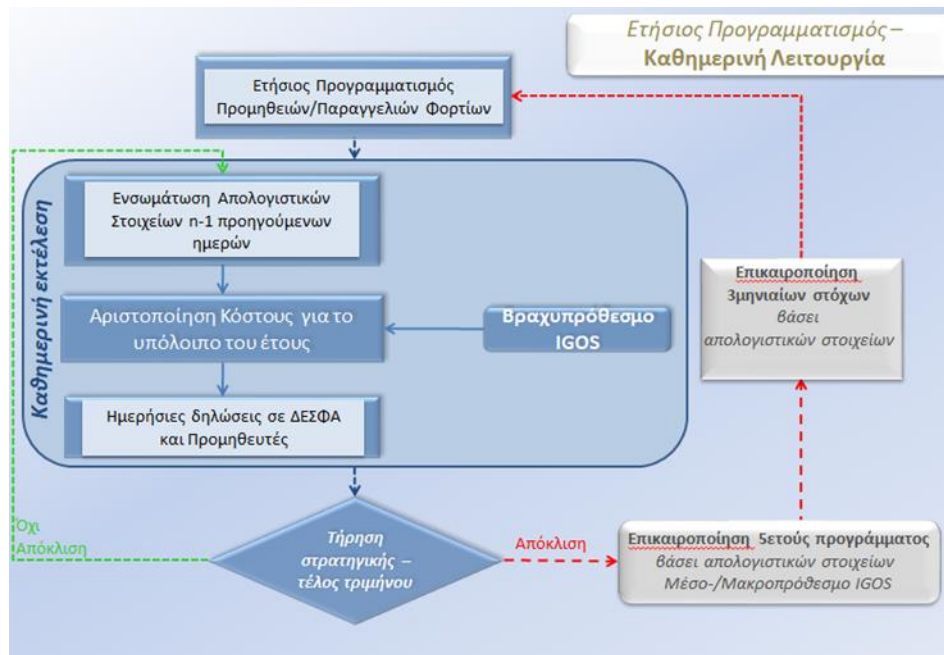 Ετήσιος Προγραμματισμός –
Καθημερινή Λειτουργία
Ετήσιος Προγραμματισμός
Προμηθειών/Παραγγελιών Φορτίων
Καθημερινή εκτέλεση
Ενσωμάτωση Απολογιστικών
Στοιχείων n-1 προηγούμενων
ημερών
Αριστοποίηση Κόστους για το
υπόλοιπο του έτους
Βραχυπρόθεσμο
IGOS
Ημερήσιες δηλώσεις σε ΔΕΣΦΑ
και Προμηθευτές
Επικαιροποίηση
3μηνιαίων στόχων
βάσει
απολογιστικών στοιχείων
Όχι
Απόκλιση
Τήρηση
στρατηγικής –
τέλος τριμήνου
Απόκλιση
Επικαιροποίηση 5ετούς προγράμματος
βάσει απολογιστικών στοιχείων
Μέσο-/Μακροπρόθεσμο IGOS